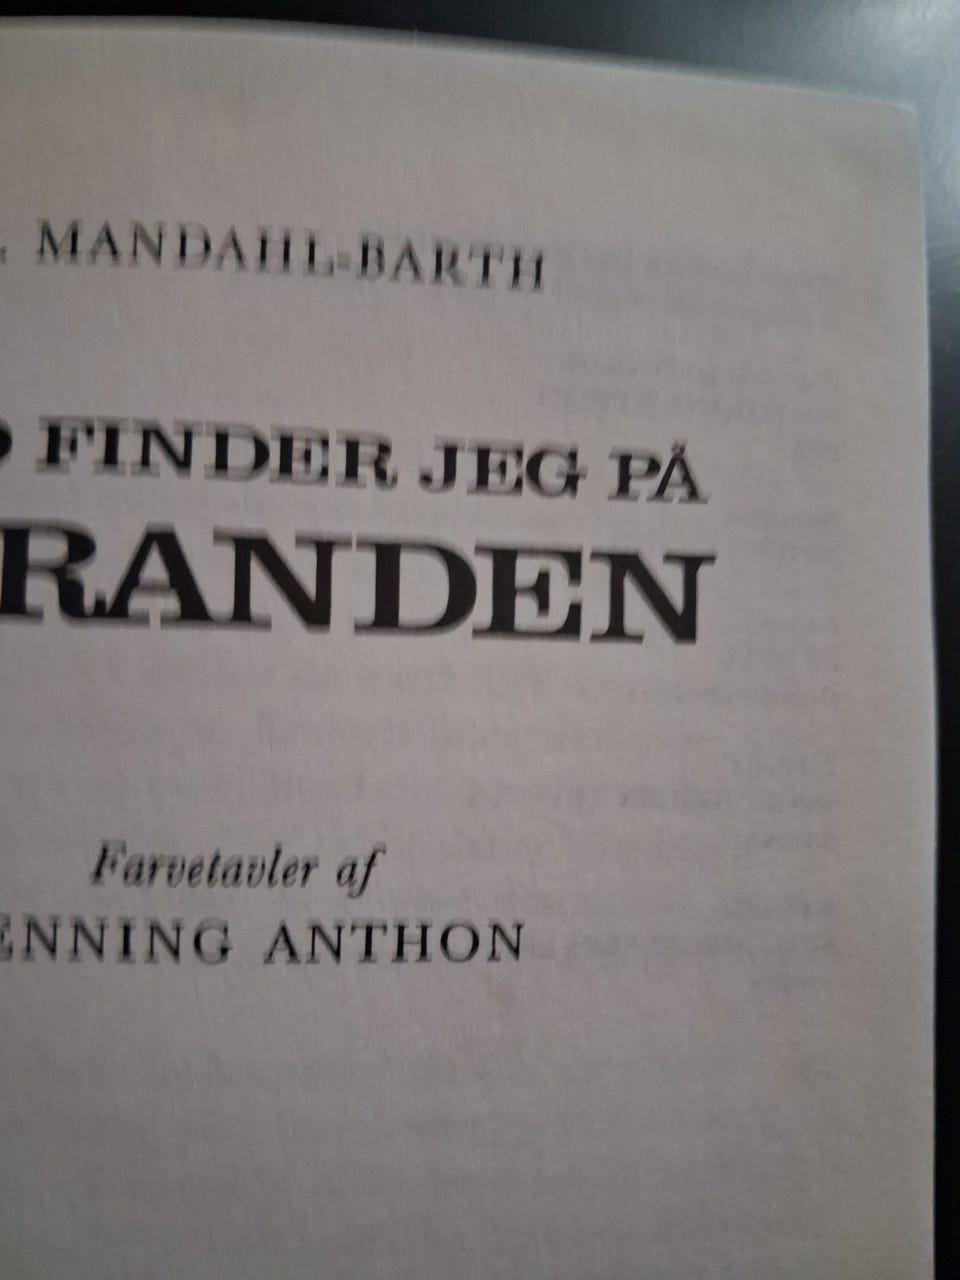 . MANDAHL-BARTH
FINDER JEG PÅ
RANDEN
Farvetavler af
ENNING ANTHON